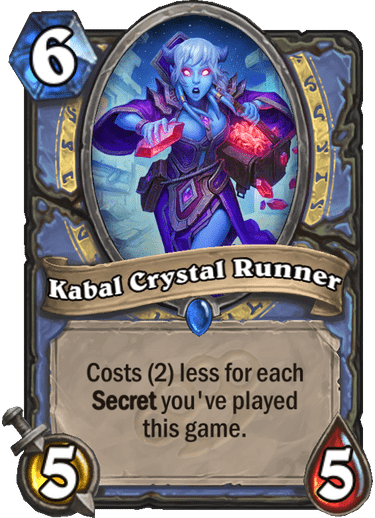 6
Kabal Crystal Runner
Costs (2) less for each
Secret you've played
this game.
5
5